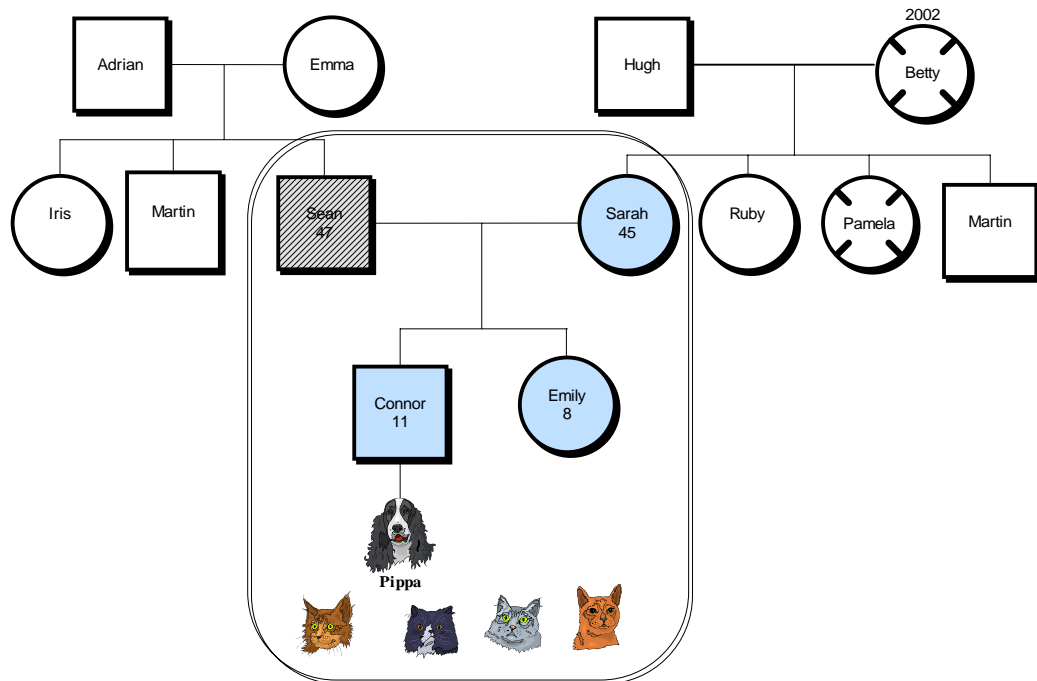 2002
Adrian
Emma
Hugh
Betty
Iris
Martin
Sean
47
Sarah
45
Ruby
Pamela
Martin
Connor
11
Emily
8
Pippa